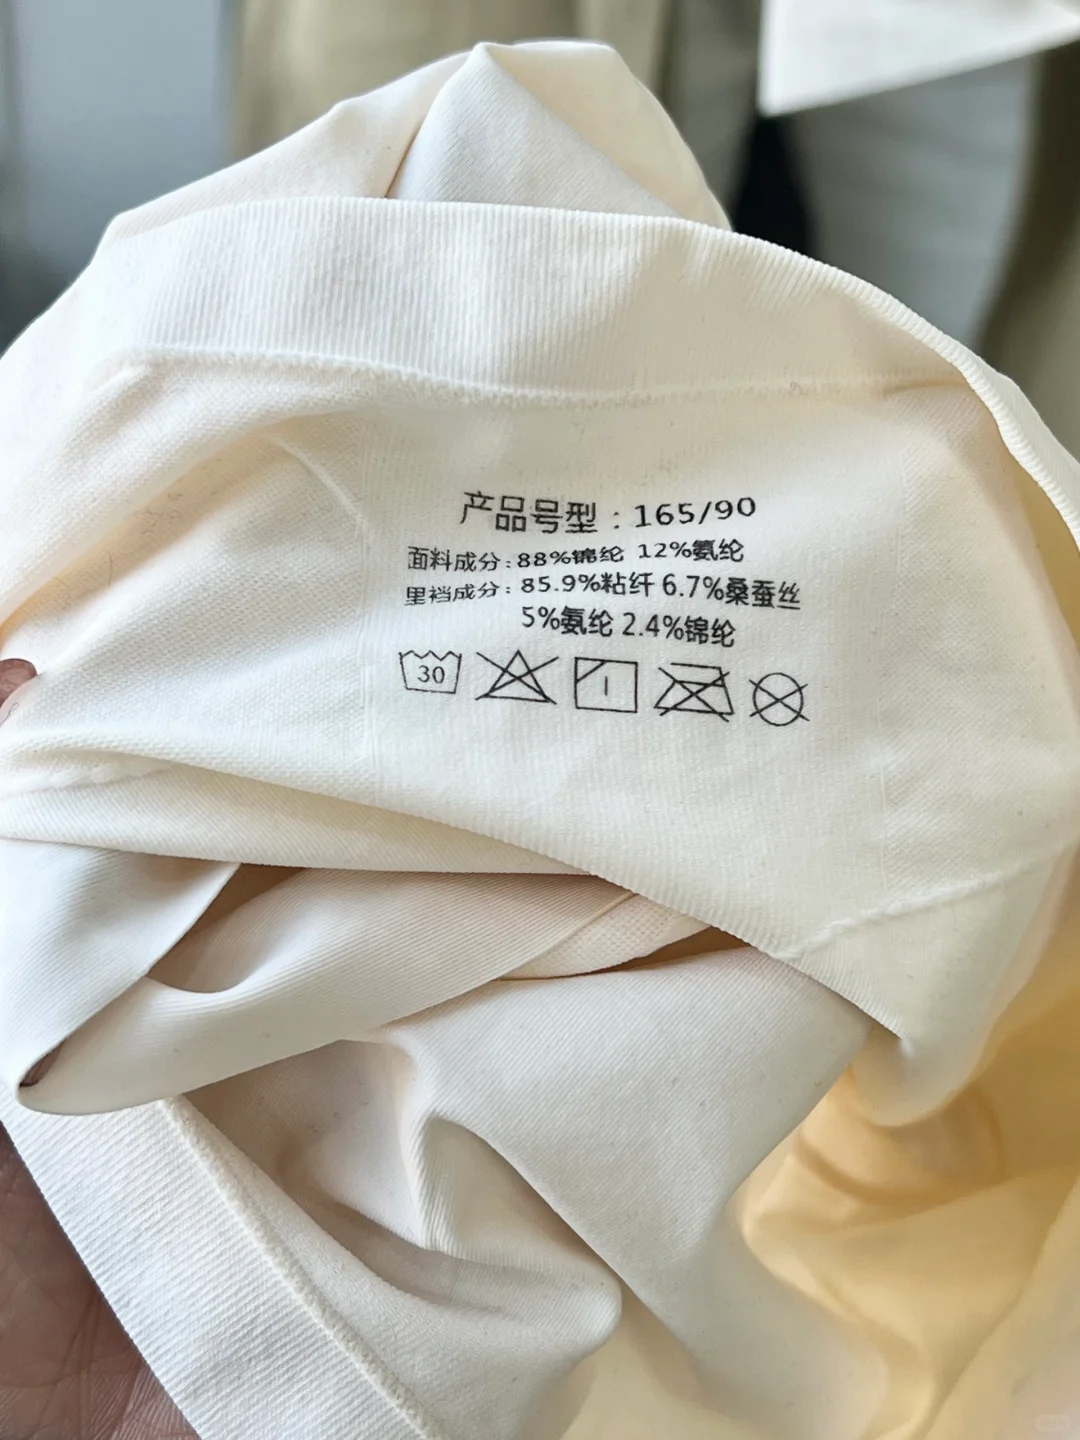 产品号型：165/90
面料成分：88%锦纶 12%氨纶
里裆成分：85.9%粘纤 6.7%桑蚕丝
5%氨纶 2.4%锦纶
30